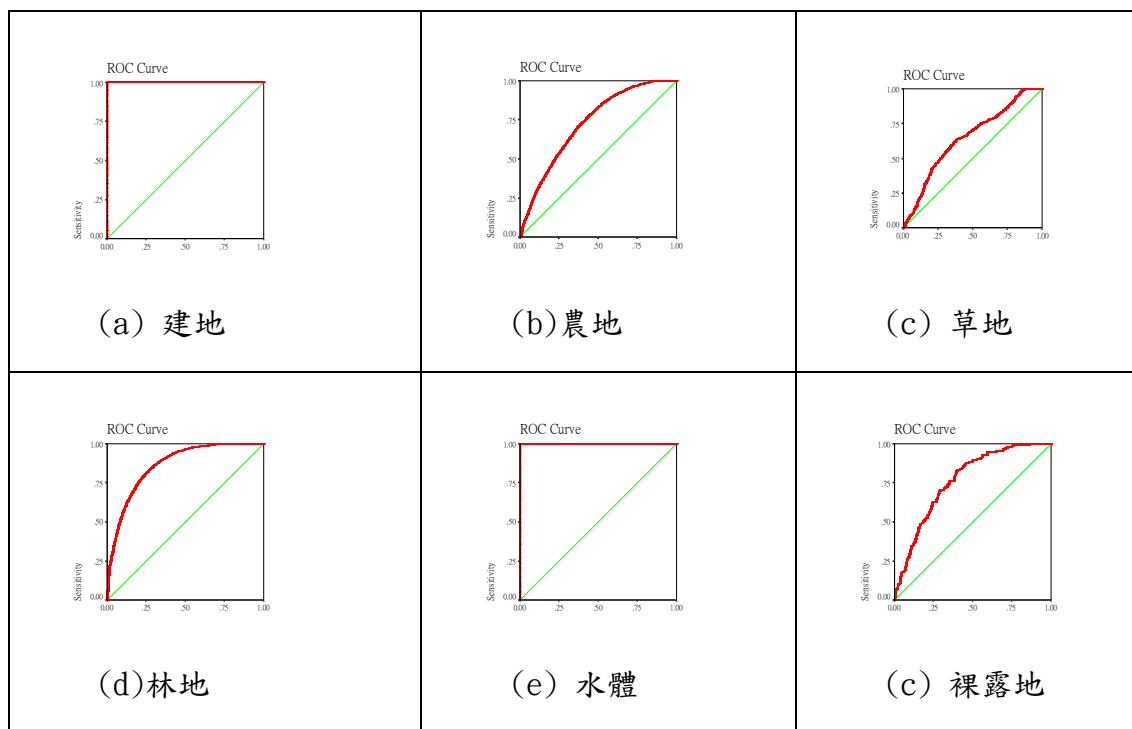 ROC Curve
1.00
.75
.50
.25
0.00
Sensitivity
0.00 .25 .75 1.00
(a) 建地
ROC Curve
1.00
.75
.50
.25
0.00
Sensitivity
0.00 .25 .50 .75 1.00
(b)農地
ROC Curve
1.00
.75
.50
.25
0.00
Sensitivity
0.00 .25 .50 .75 1.00
(c) 草地
ROC Curve
1.00
.75
.50
.25
0.00
Sensitivity
0.00 .25 .50 .75 1.00
(d)林地
ROC Curve
1.00
.75
.50
.25
0.00
Sensitivity
0.00 .25 .50 .75 1.00
(e) 水體
ROC Curve
1.00
.75
.50
.25
0.00
Sensitivity
0.00 .25 .50 .75 1.00
(c) 裸露地